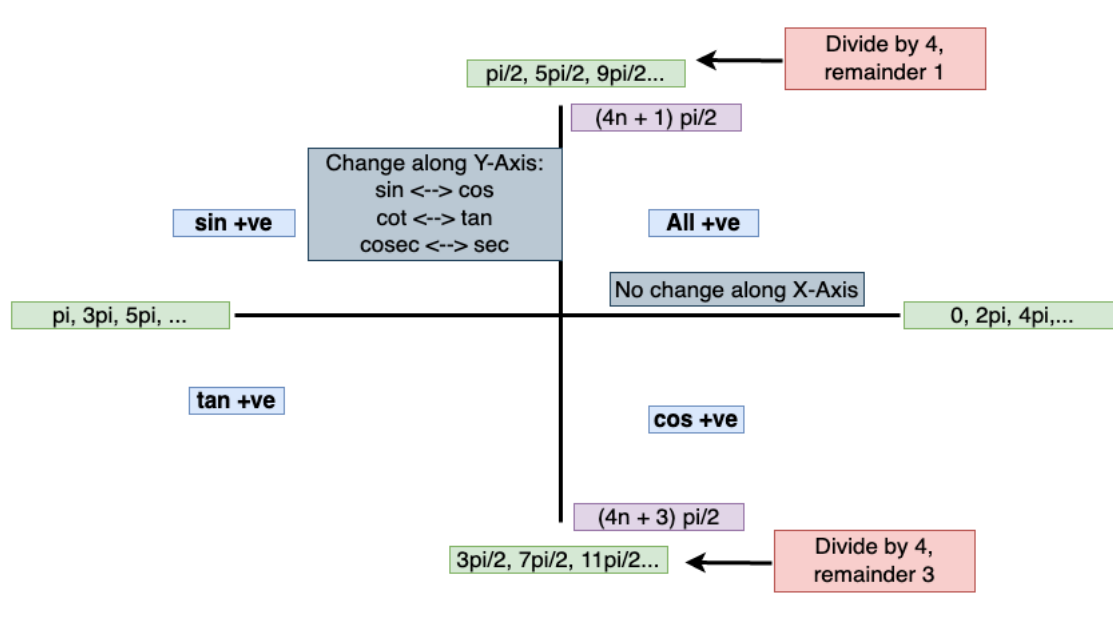 Divide by 4,
remainder 1
pi/2, 5pi/2, 9pi/2...
(4n + 1) pi/2
Change along Y-Axis:
sin <--> cos
cot <--> tan
cosec <--> sec
sin +ve
All +ve
No change along X-Axis
pi, 3pi, 5pi, ...
0, 2pi, 4pi,...
tan +ve
cos +ve
(4n + 3) pi/2
3pi/2, 7pi/2, 11pi/2...
Divide by 4,
remainder 3